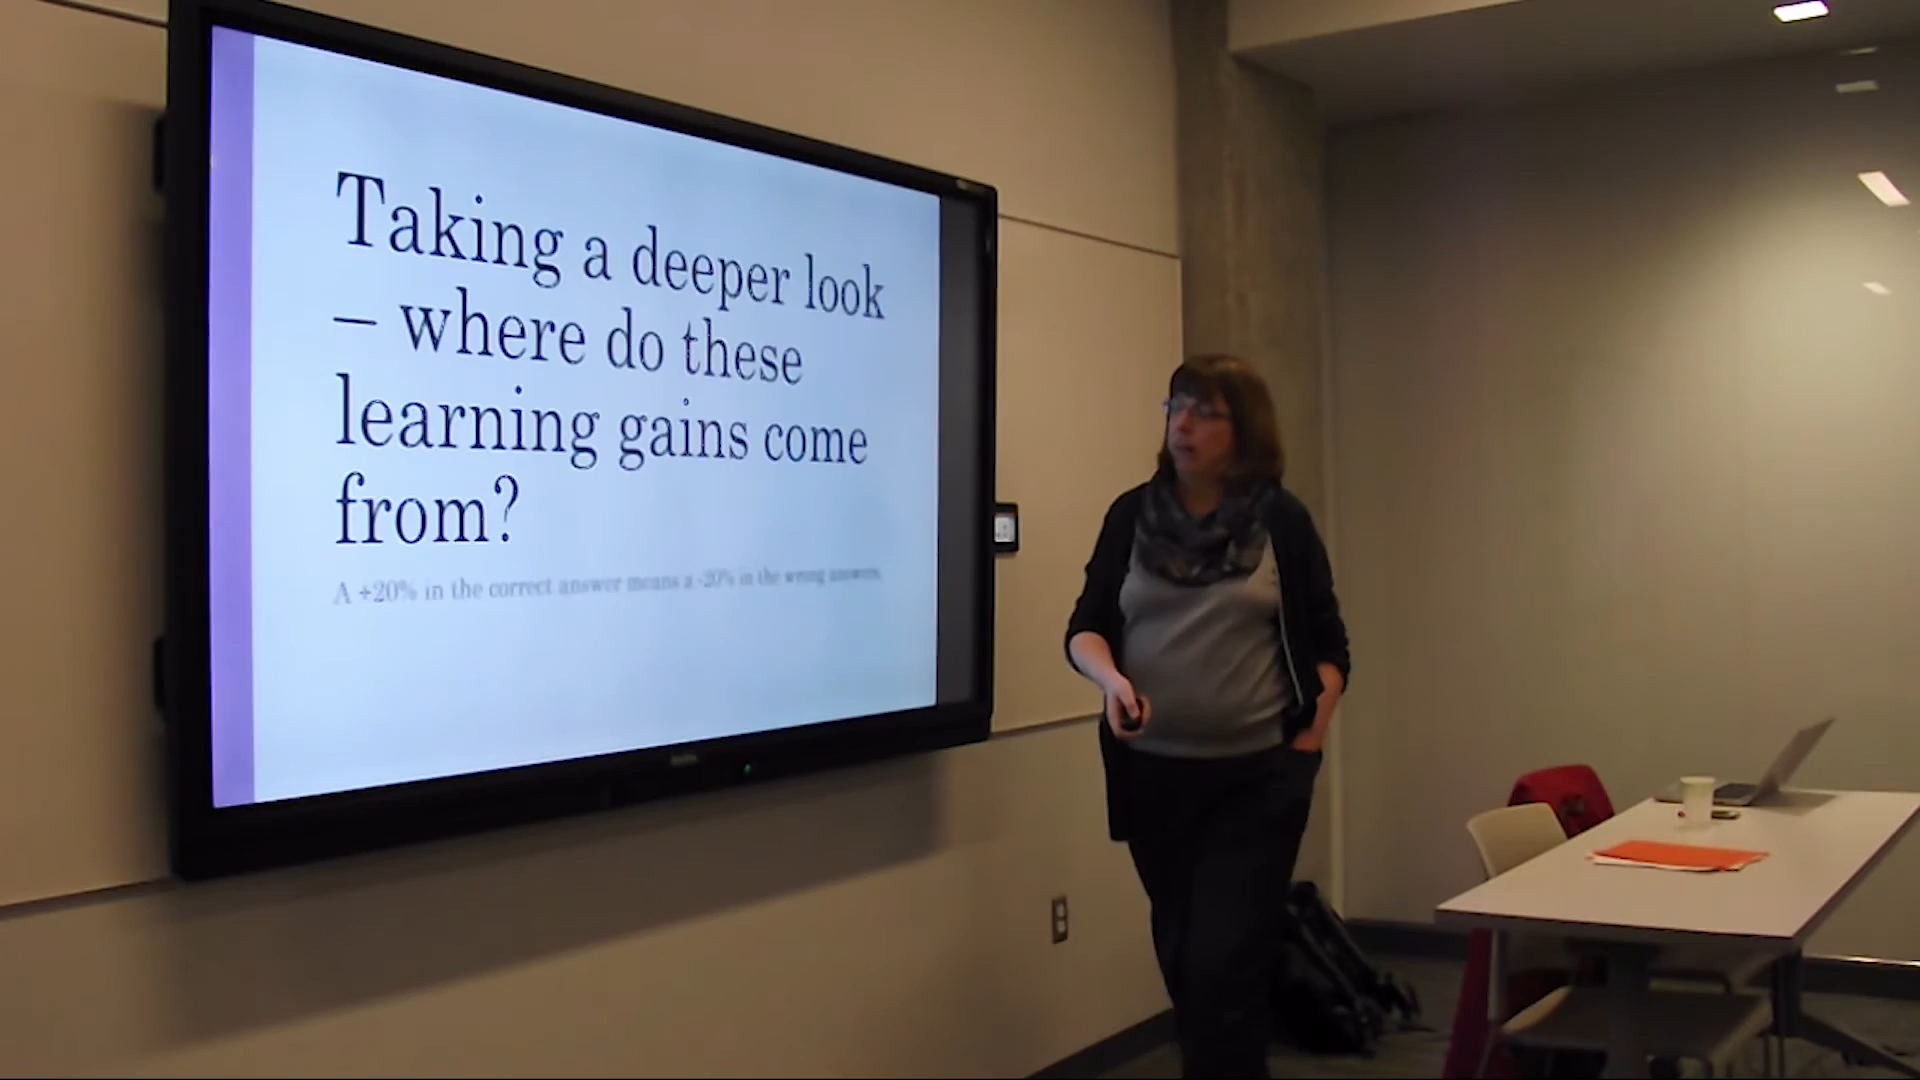 Taking a deeper look
– where do these
learning gains come
from?
A +20% in the correct answer means a -20% in the wrong answers.